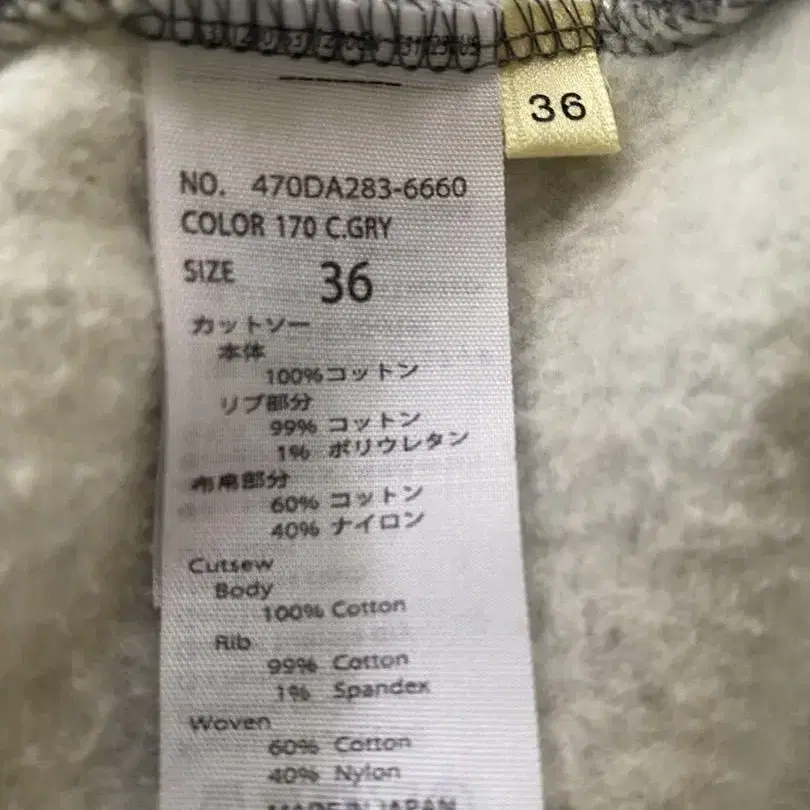 36
NO. 470DA283-6660
COLOR 170 C.GRY
SIZE 36
カットソー
本体
100%コットン
リブ部分
99% コットン
1% ポリウレタン
布帛部分
60% コットン
40% ナイロン
Cutsew
Body
100% Cotton
Rib
99% Cotton
1% Spandex
Woven
60% Cotton
40% Nylon
MADE IN JAPAN